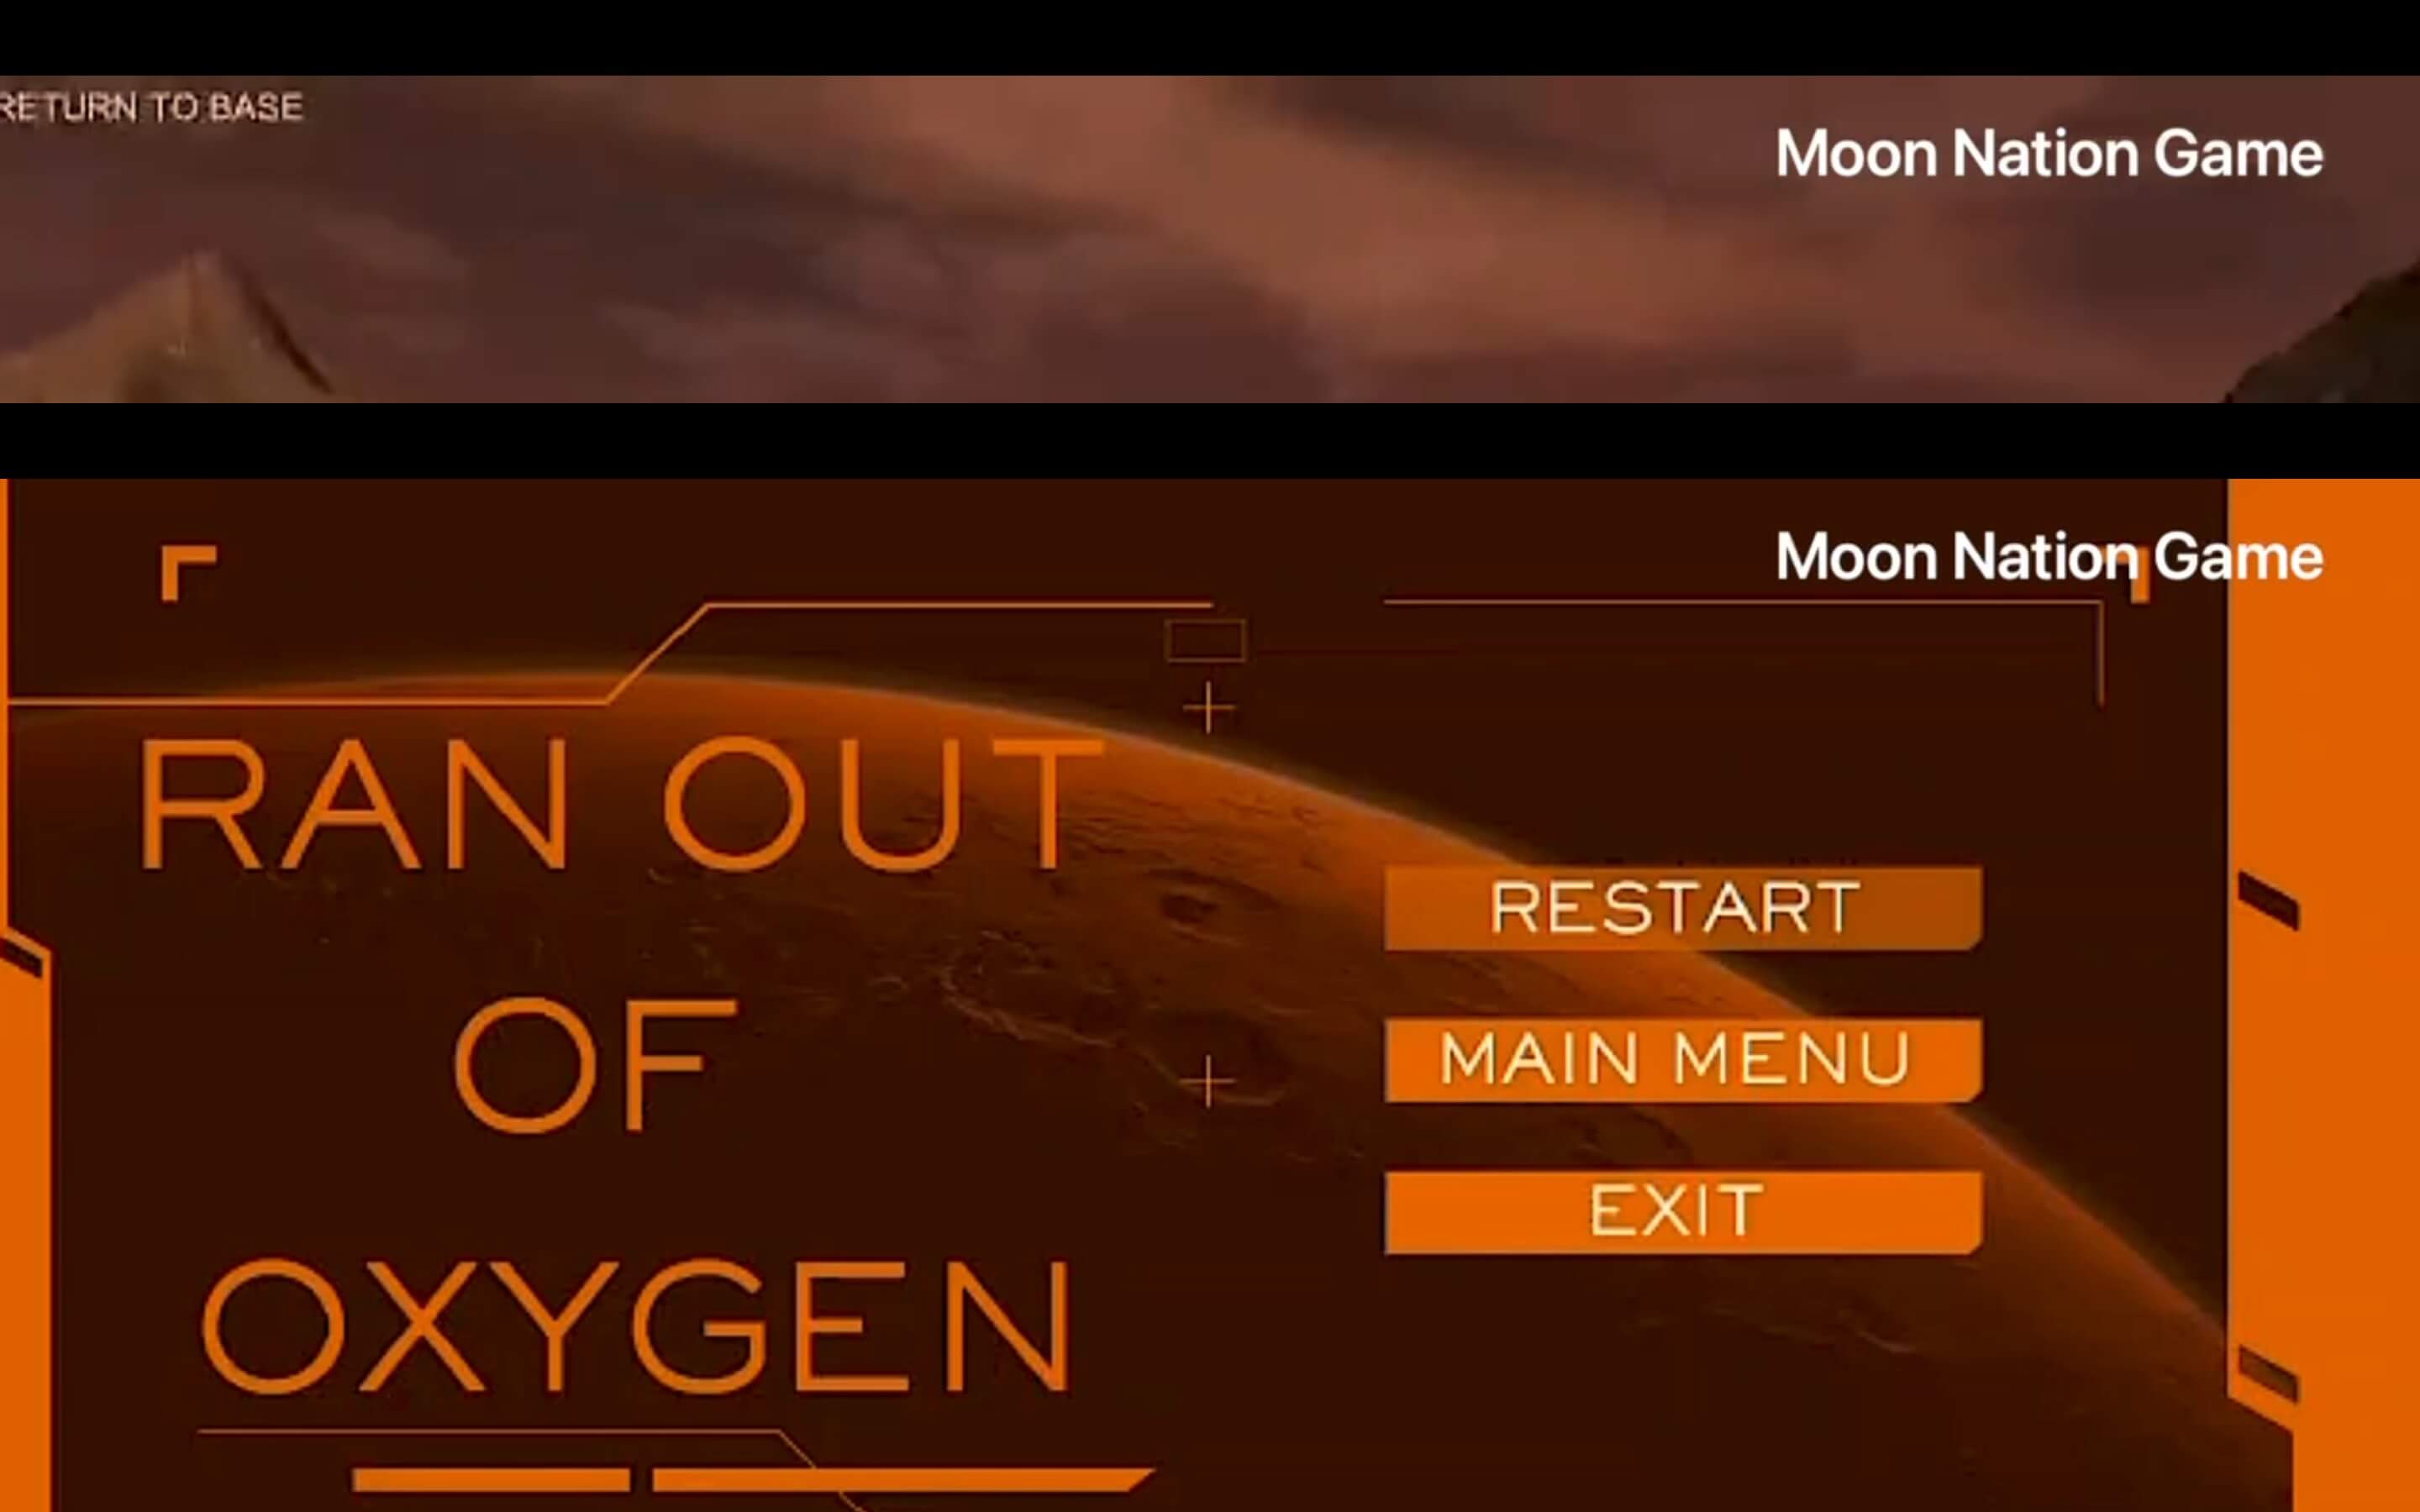 RETURN TO BASE
Moon Nation Game
Moon Nation Game
RAN OUT
OF
OXYGEN
RESTART
MAIN MENU
EXIT